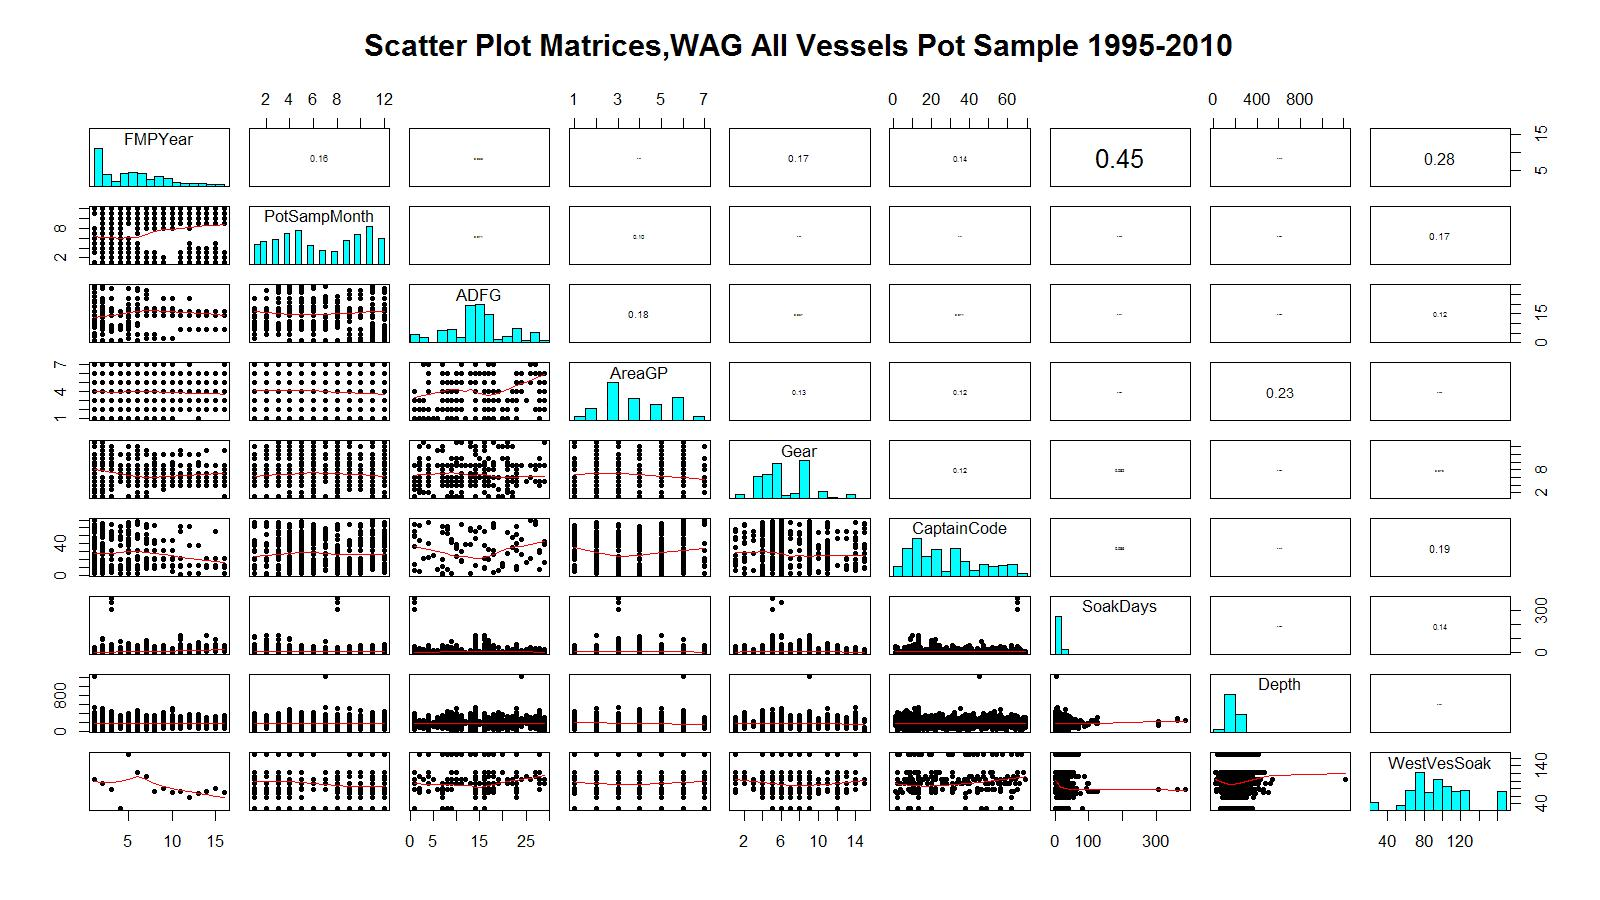 Scatter Plot Matrices,WAG All Vessels Pot Sample 1995-2010
2 4 6 8 12 1 3 5 7 0 20 40 60 0 400 800
FMPYear 0.16 0.17 0.14 0.45 0.28 5 15
2 8 PotSampMonth 0.10 0.17
ADFG 0.18 0.12 0 15
1 4 7 AreaGP 0.13 0.12 0.23
Gear 0.12 2 8
0 40 CaptainCode 0.19
SoakDays 0.14 0 300
0 800 Depth
WestVesSoak 40 140
5 10 15 0 5 15 25 2 6 10 14 0 100 300 40 80 120